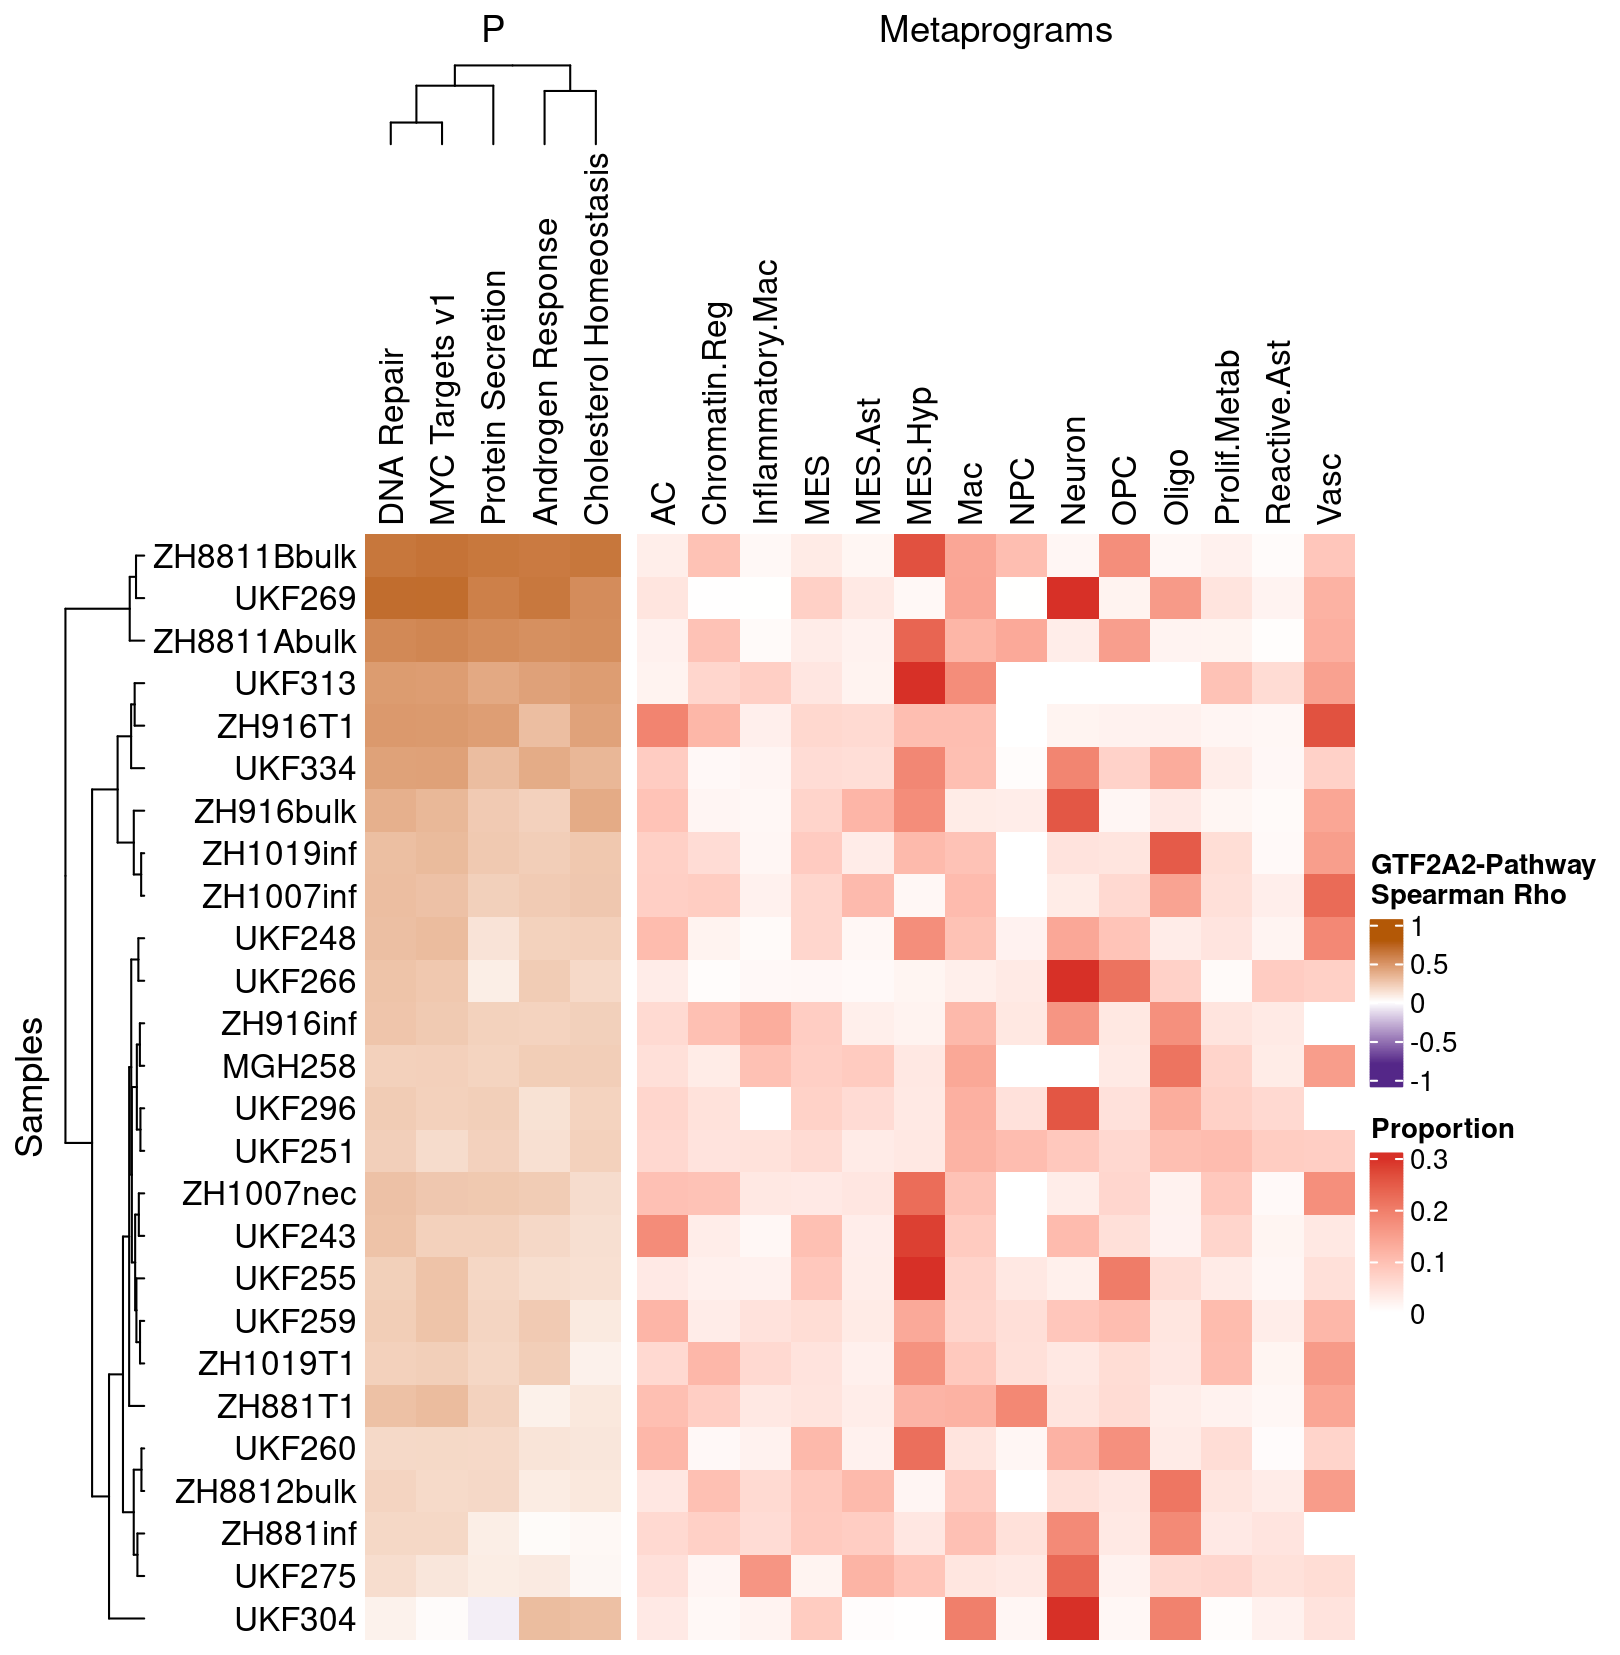 P
Metaprograms
DNA Repair
MYC Targets v1
Protein Secretion
Androgen Response
Cholesterol Homeostasis
AC
Chromatin.Reg
Inflammatory.Mac
MES
MES.Ast
MES.Hyp
Mac
NPC
Neuron
OPC
Oligo
Prolif.Metab
Reactive.Ast
Vasc
Samples
ZH8811Bbulk
UKF269
ZH8811Abulk
UKF313
ZH916T1
UKF334
ZH916bulk
ZH1019inf
ZH1007inf
UKF248
UKF266
ZH916inf
MGH258
UKF296
UKF251
ZH1007nec
UKF243
UKF255
UKF259
ZH1019T1
ZH881T1
UKF260
ZH8812bulk
ZH881inf
UKF275
UKF304
GTF2A2-Pathway
Spearman Rho
1
0.5
0
-0.5
-1
Proportion
0.3
0.2
0.1
0